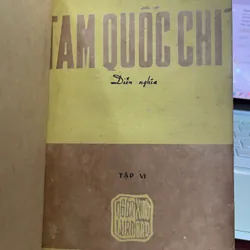 TAM QUỐC CHÍ
Diễn nghĩa
TẬP VI